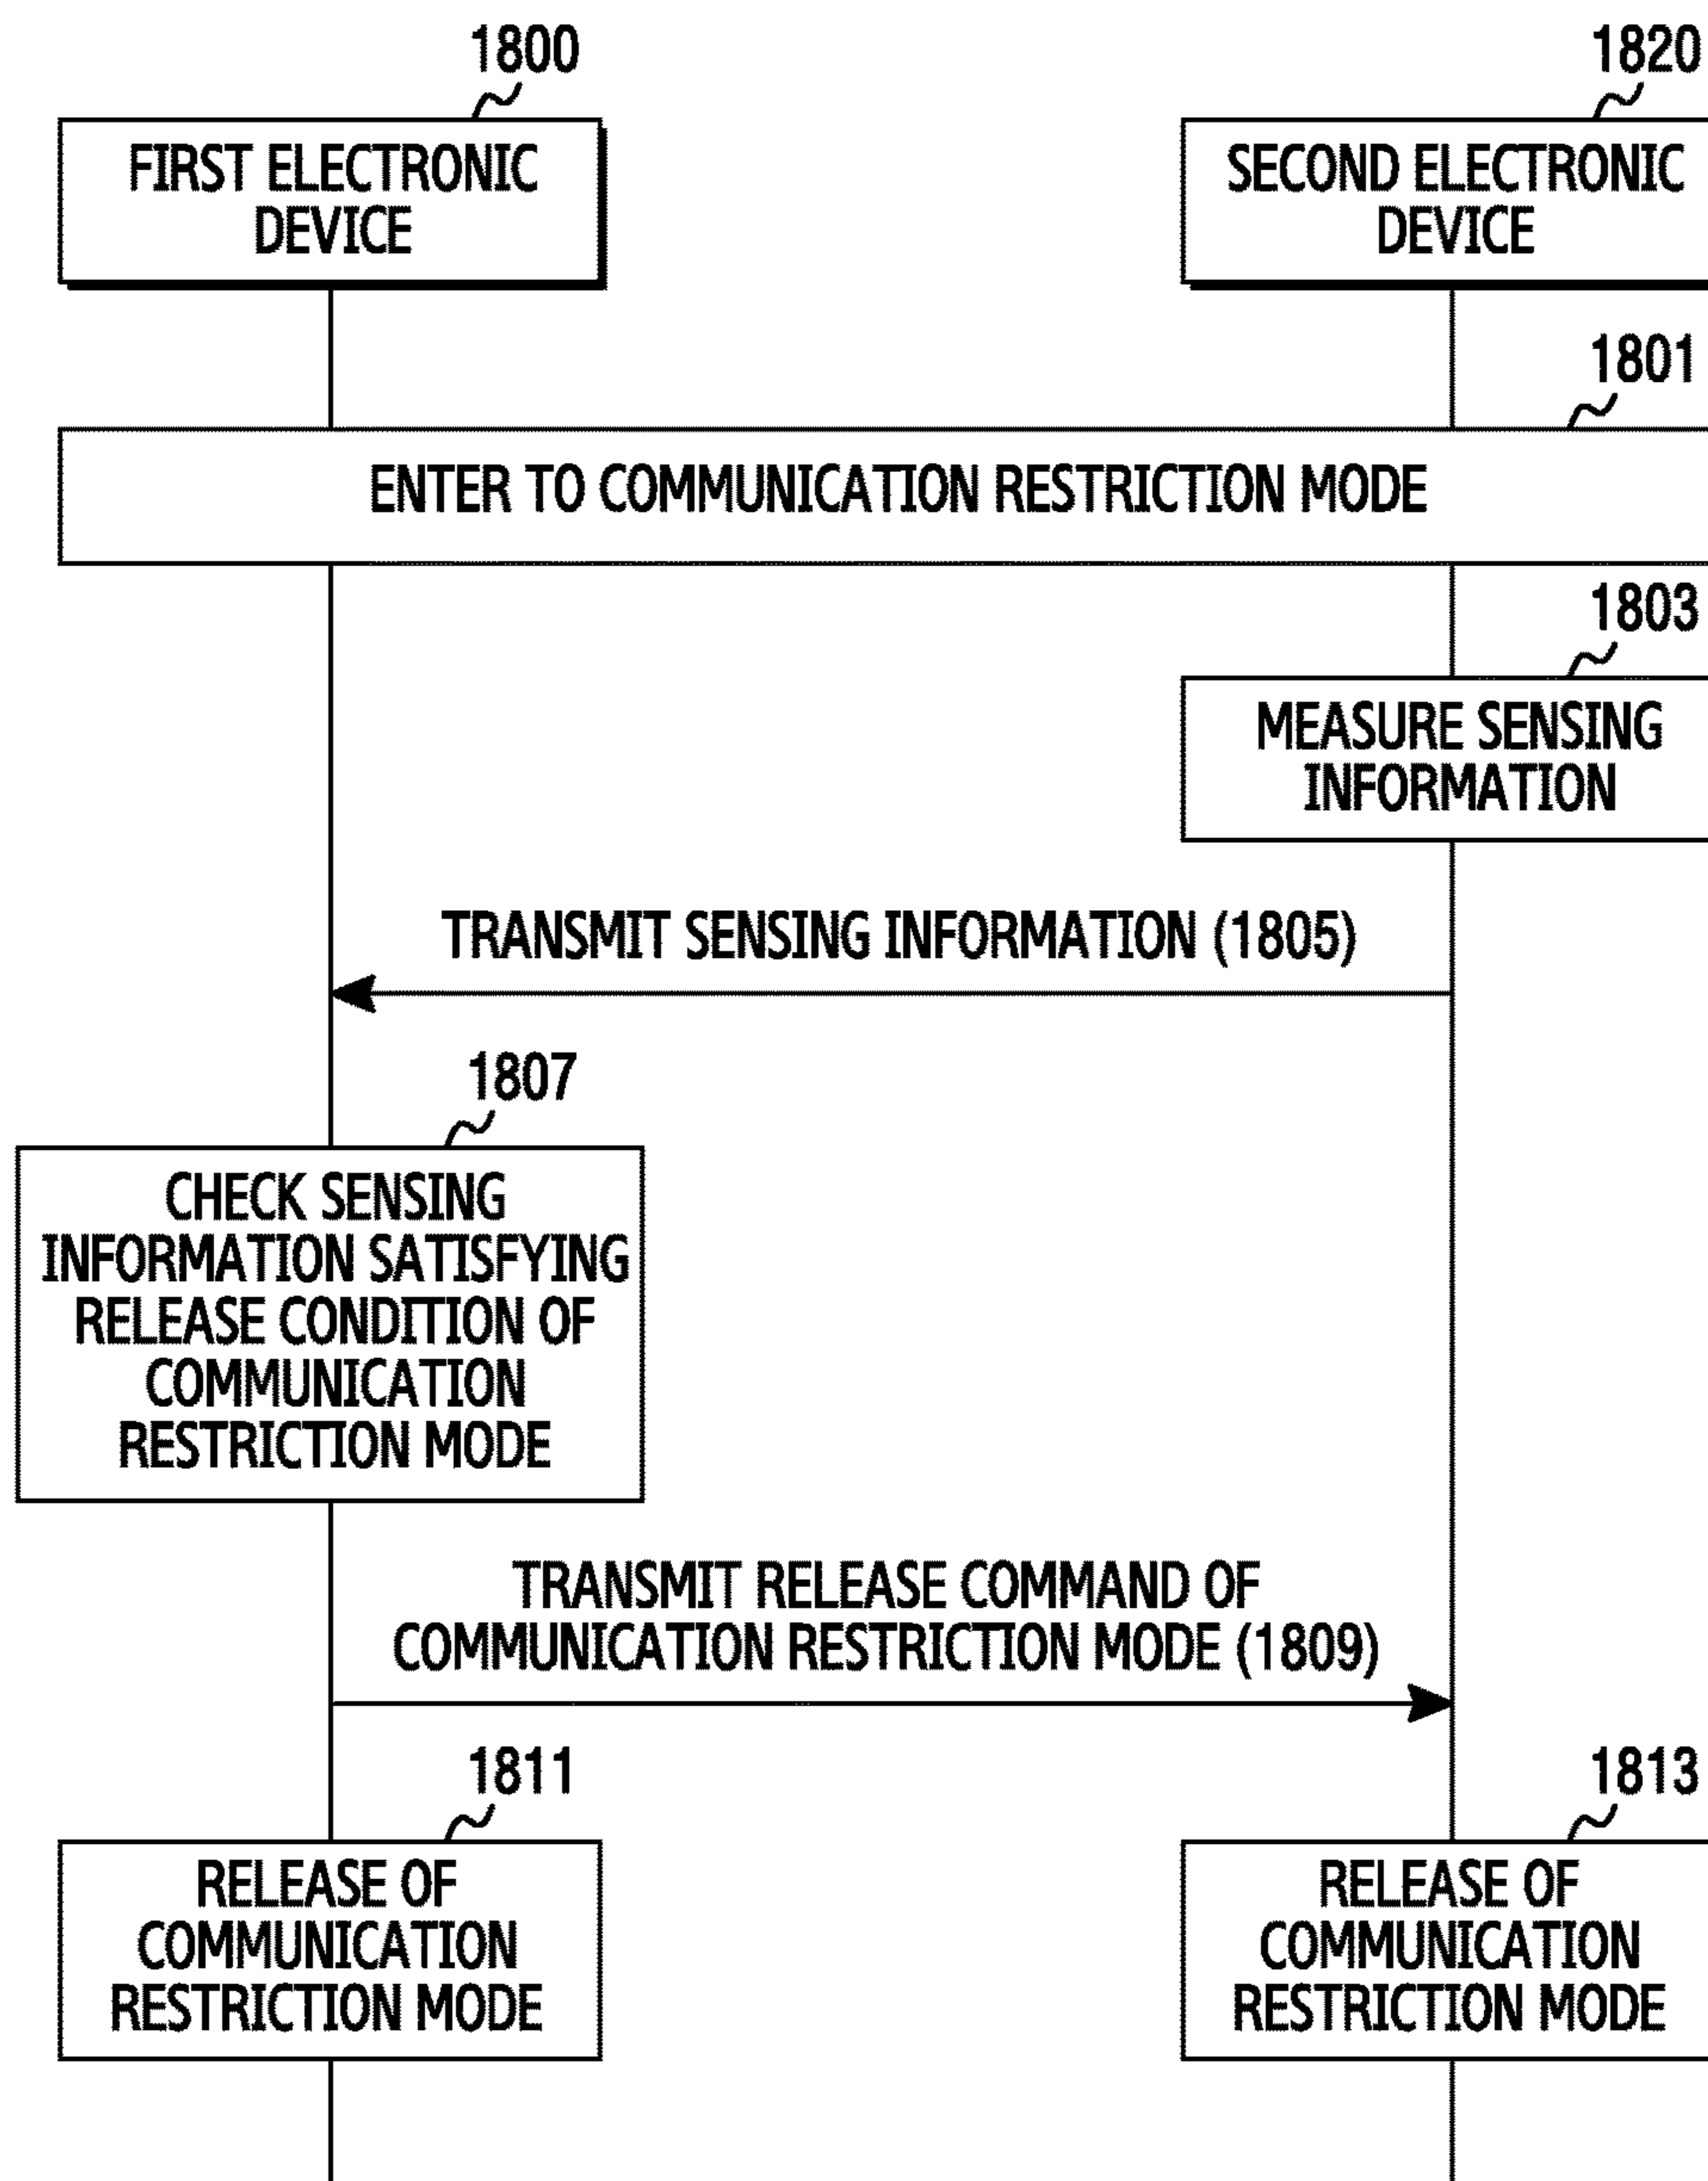 1800
1820
FIRST ELECTRONIC
DEVICE
SECOND ELECTRONIC
DEVICE
1801
ENTER TO COMMUNICATION RESTRICTION MODE
1803
MEASURE SENSING
INFORMATION
TRANSMIT SENSING INFORMATION (1805)
1807
CHECK SENSING
INFORMATION SATISFYING
RELEASE CONDITION OF
COMMUNICATION
RESTRICTION MODE
TRANSMIT RELEASE COMMAND OF
COMMUNICATION RESTRICTION MODE (1809)
1811
1813
RELEASE OF
COMMUNICATION
RESTRICTION MODE
RELEASE OF
COMMUNICATION
RESTRICTION MODE